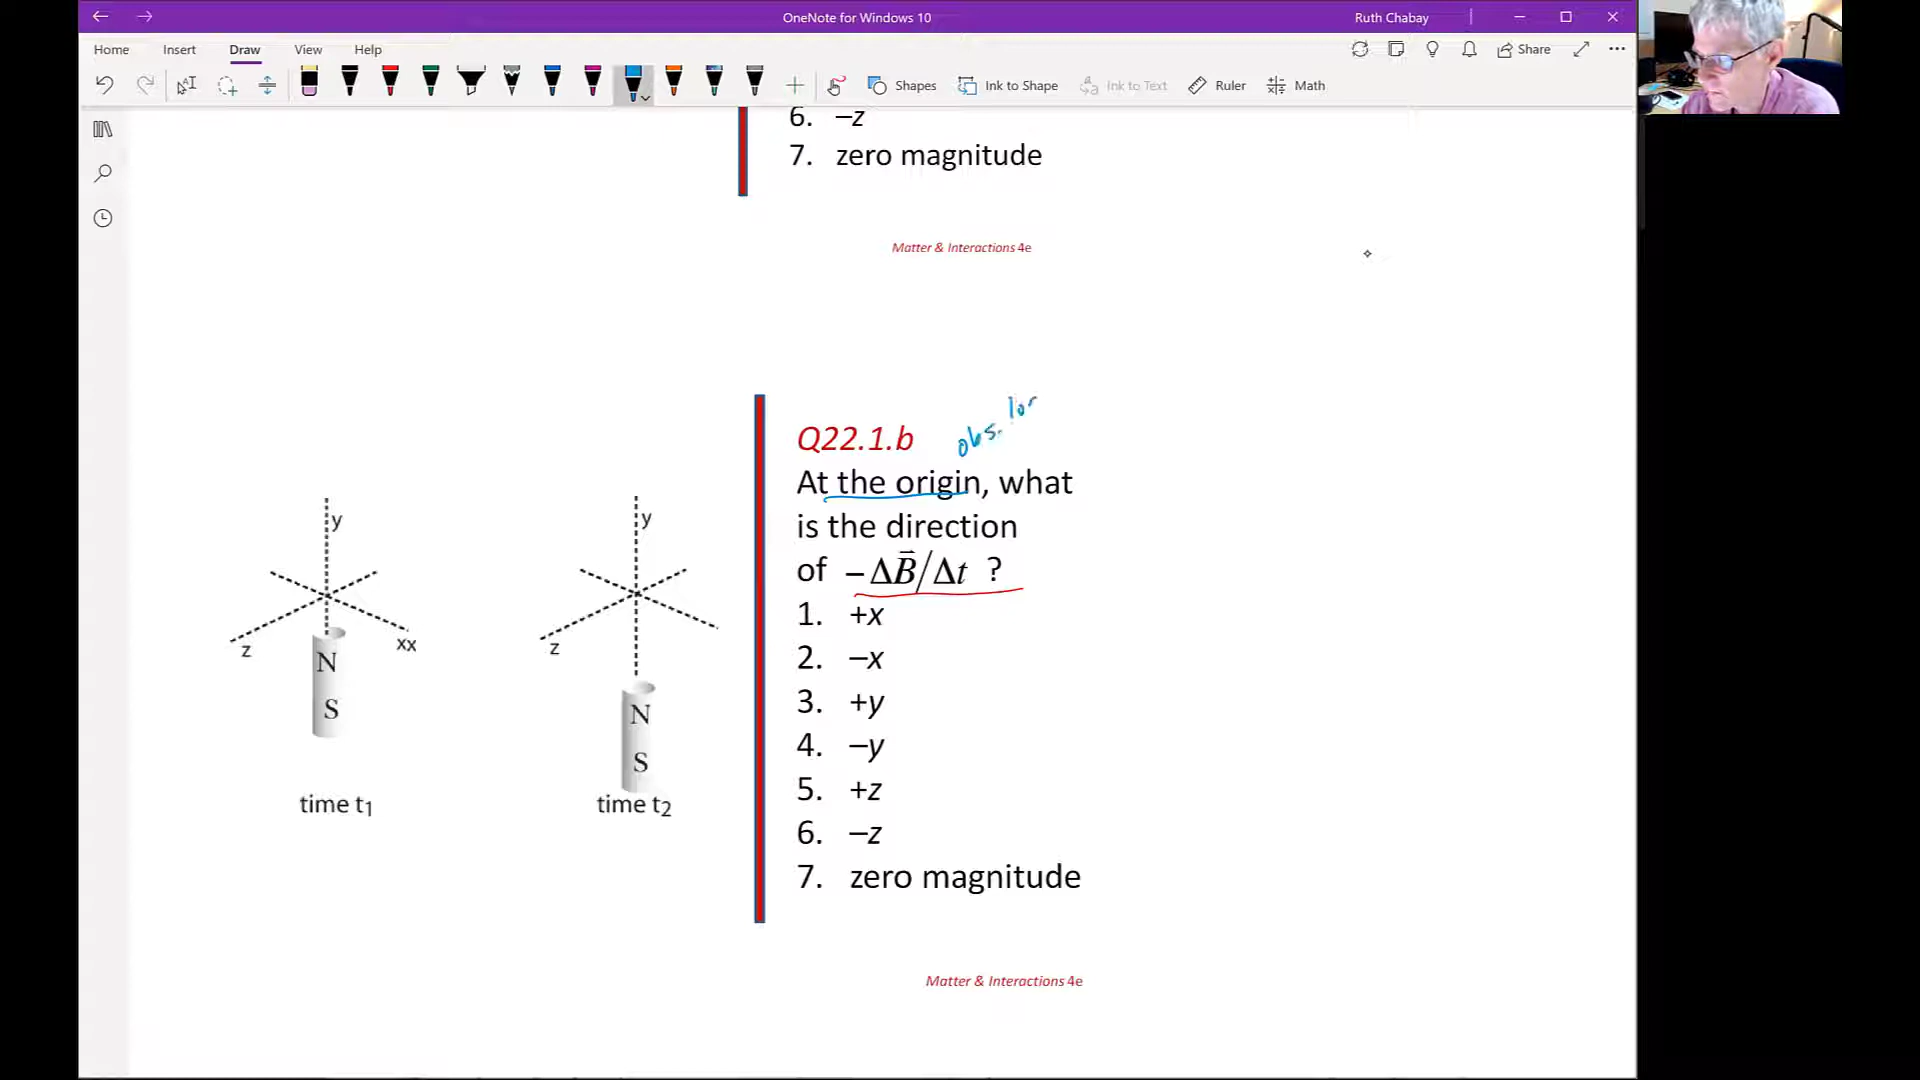 OneNote for Windows 10
Ruth Chabay
Home Insert Draw View Help
Share
Shapes Ink to Shape Ink to Text Ruler Math
6. –z
7. zero magnitude
Matter & Interactions 4e
obs. loc
Q22.1.b
At the origin, what
is the direction
of –ΔB⃗/Δt ?
1. +x
2. –x
3. +y
4. –y
5. +z
6. –z
7. zero magnitude
y
z
xx
N
S
time t1
y
z
N
S
time t2
Matter & Interactions 4e